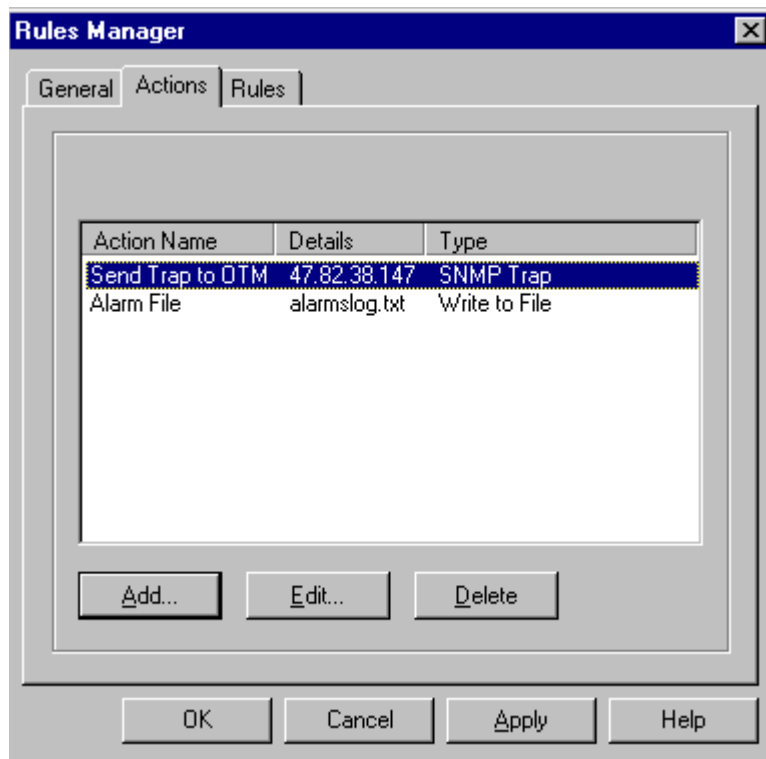 Rules Manager
General Actions Rules
Action Name Details Type
Send Trap to OTM 47.82.38.147 SNMP Trap
Alarm File alarmslog.txt Write to File
Add... Edit... Delete
OK Cancel Apply Help